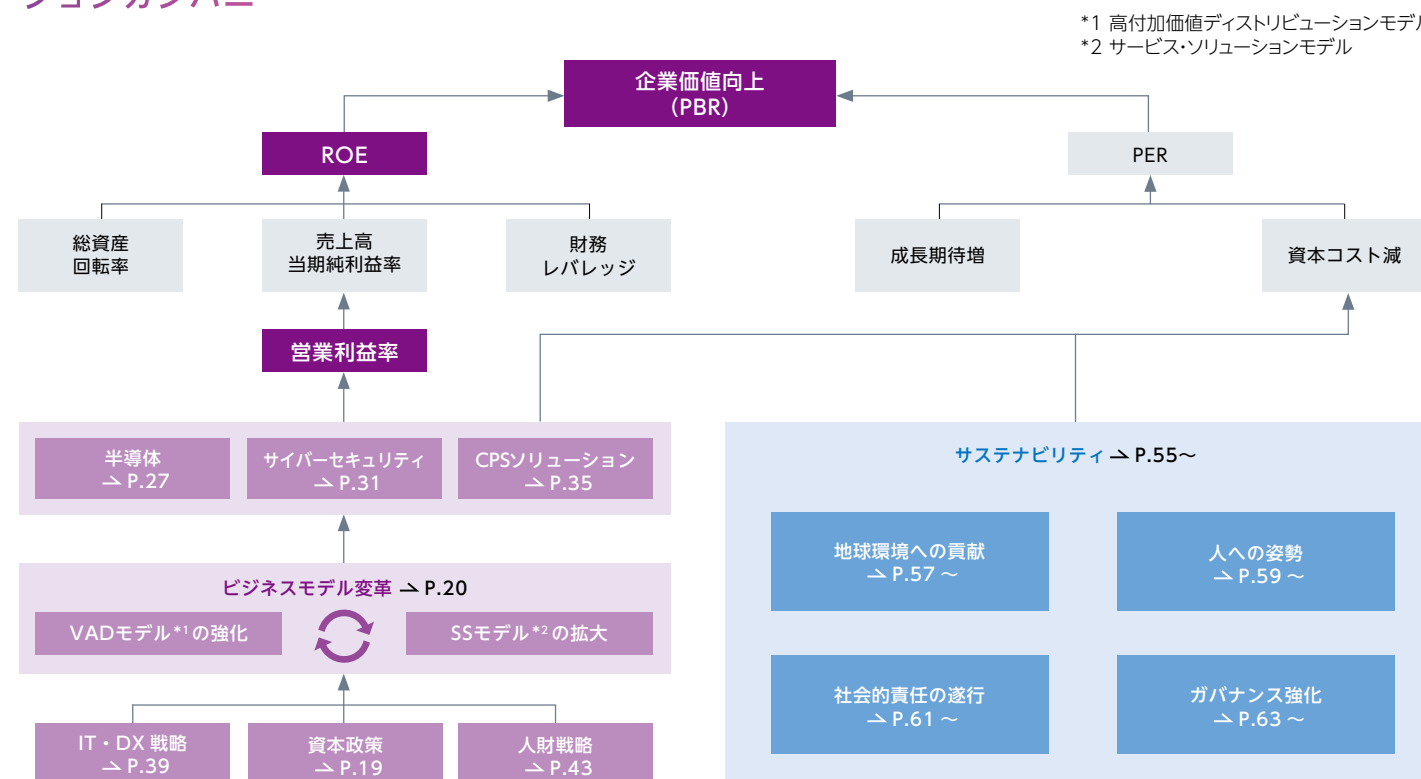 *1 高付加価値ディストリビューションモデル
*2 サービス・ソリューションモデル
企業価値向上
(PBR)
ROE
PER
総資産
回転率
売上高
当期純利益率
財務
レバレッジ
成長期待増
資本コスト減
営業利益率
半導体
→ P.27
サイバーセキュリティ
→ P.31
CPSソリューション
→ P.35
サステナビリティ → P.55~
地球環境への貢献
→ P.57 ~
人への姿勢
→ P.59 ~
ビジネスモデル変革 → P.20
VADモデル*1の強化
SSモデル*2の拡大
社会的責任の遂行
→ P.61 ~
ガバナンス強化
→ P.63 ~
IT・DX 戦略
→ P.39
資本政策
→ P.19
人財戦略
→ P.43